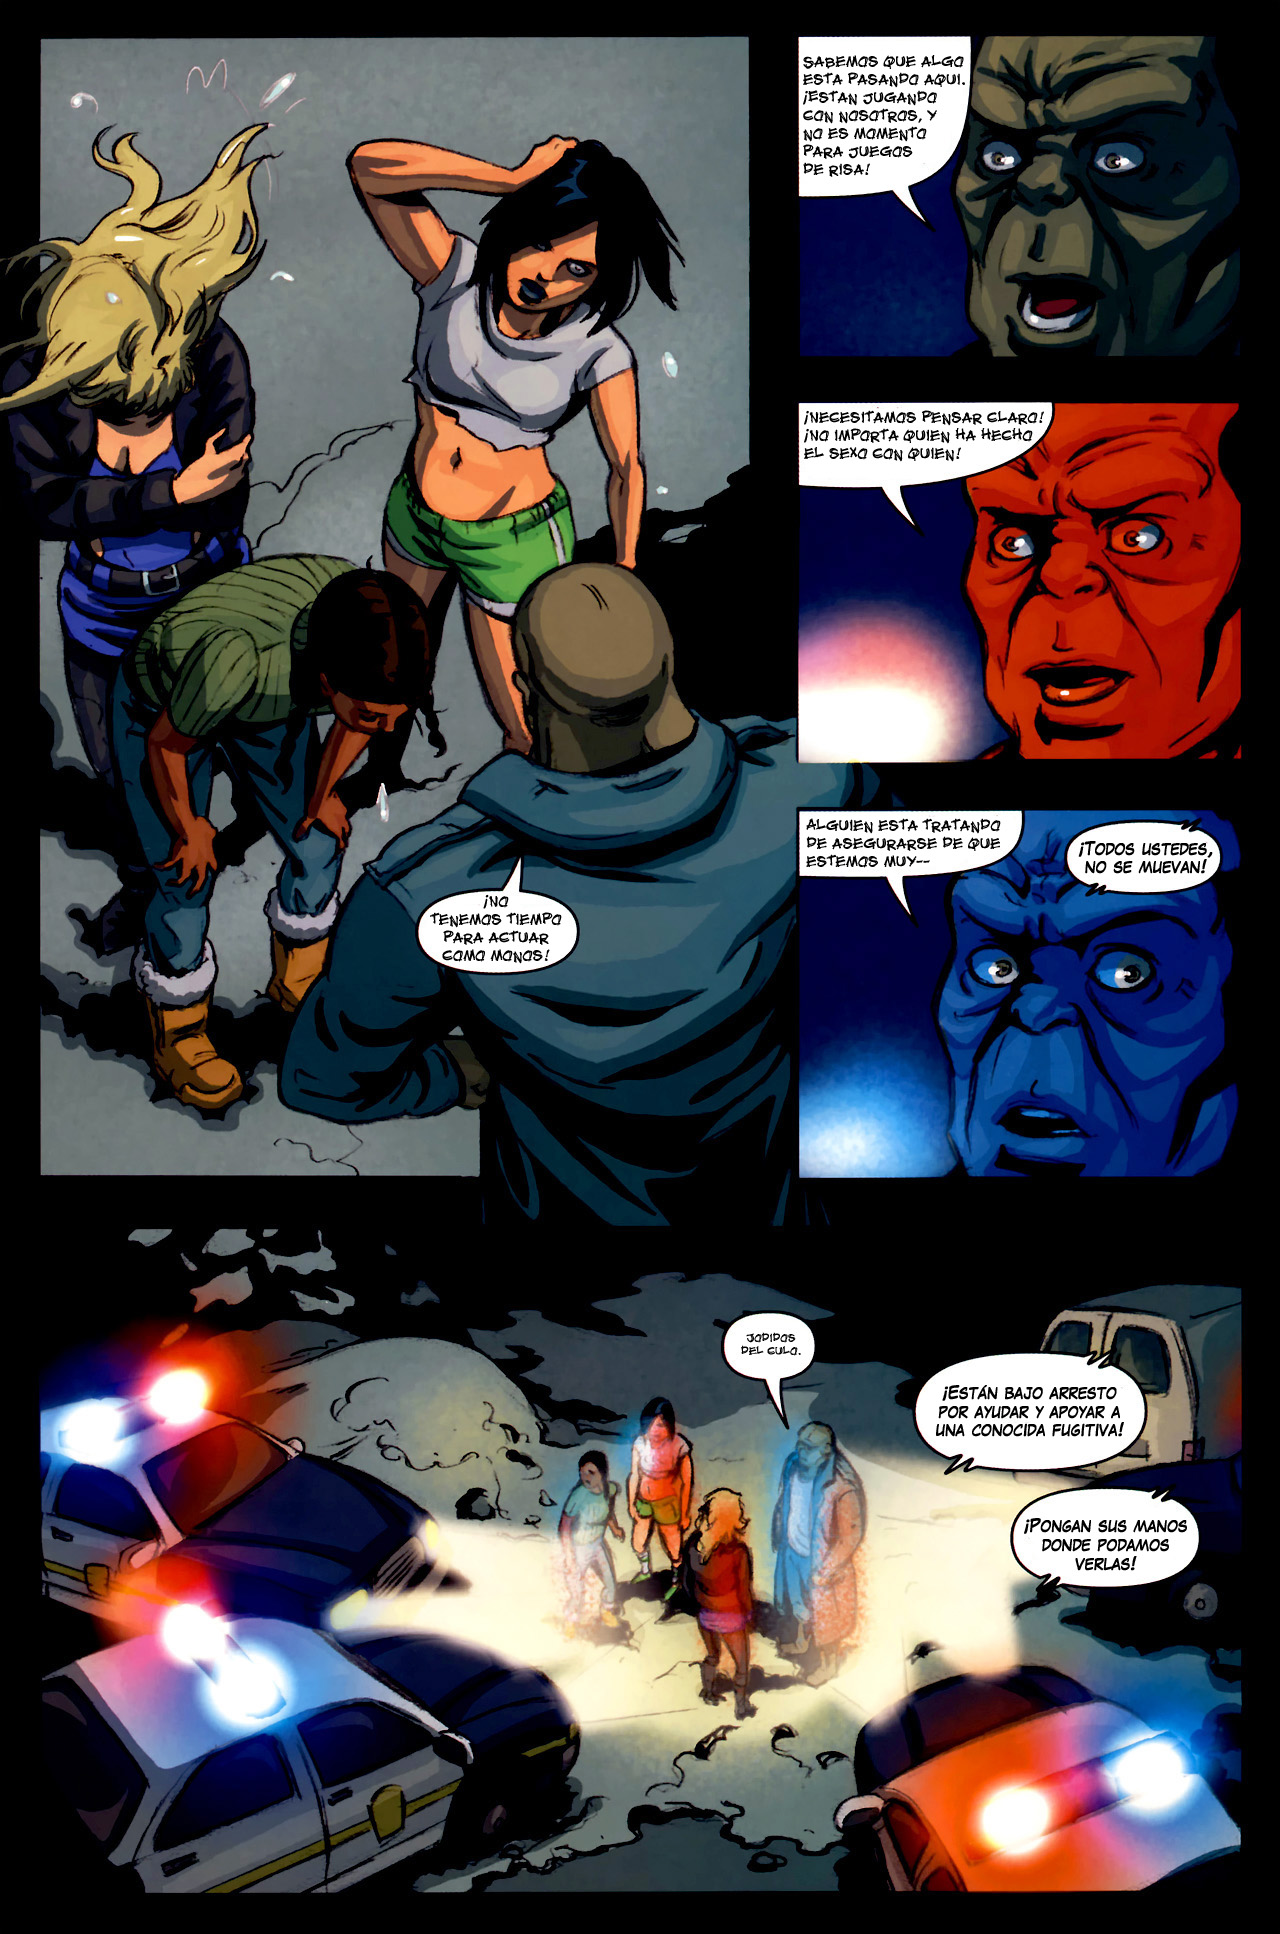 ¡NO
TENEMOS TIEMPO
PARA ACTUAR
COMO MONOS!
SABEMOS QUE ALGO
ESTA PASANDO AQUI.
¡ESTAN JUGANDO
CON NOSOTROS, Y
NO ES MOMENTO
PARA JUEGOS
DE RISA!
¡NECESITAMOS PENSAR CLARO!
¡NO IMPORTA QUIEN HA HECHO
EL SEXO CON QUIEN!
ALGUIEN ESTA TRATANDO
DE ASEGURARSE DE QUE
ESTEMOS MUY--
¡TODOS USTEDES,
NO SE MUEVAN!
JODIDOS
DEL CULO.
¡ESTÁN BAJO ARRESTO
POR AYUDAR Y APOYAR A
UNA CONOCIDA FUGITIVA!
¡PONGAN SUS MANOS
DONDE PODAMOS
VERLAS!